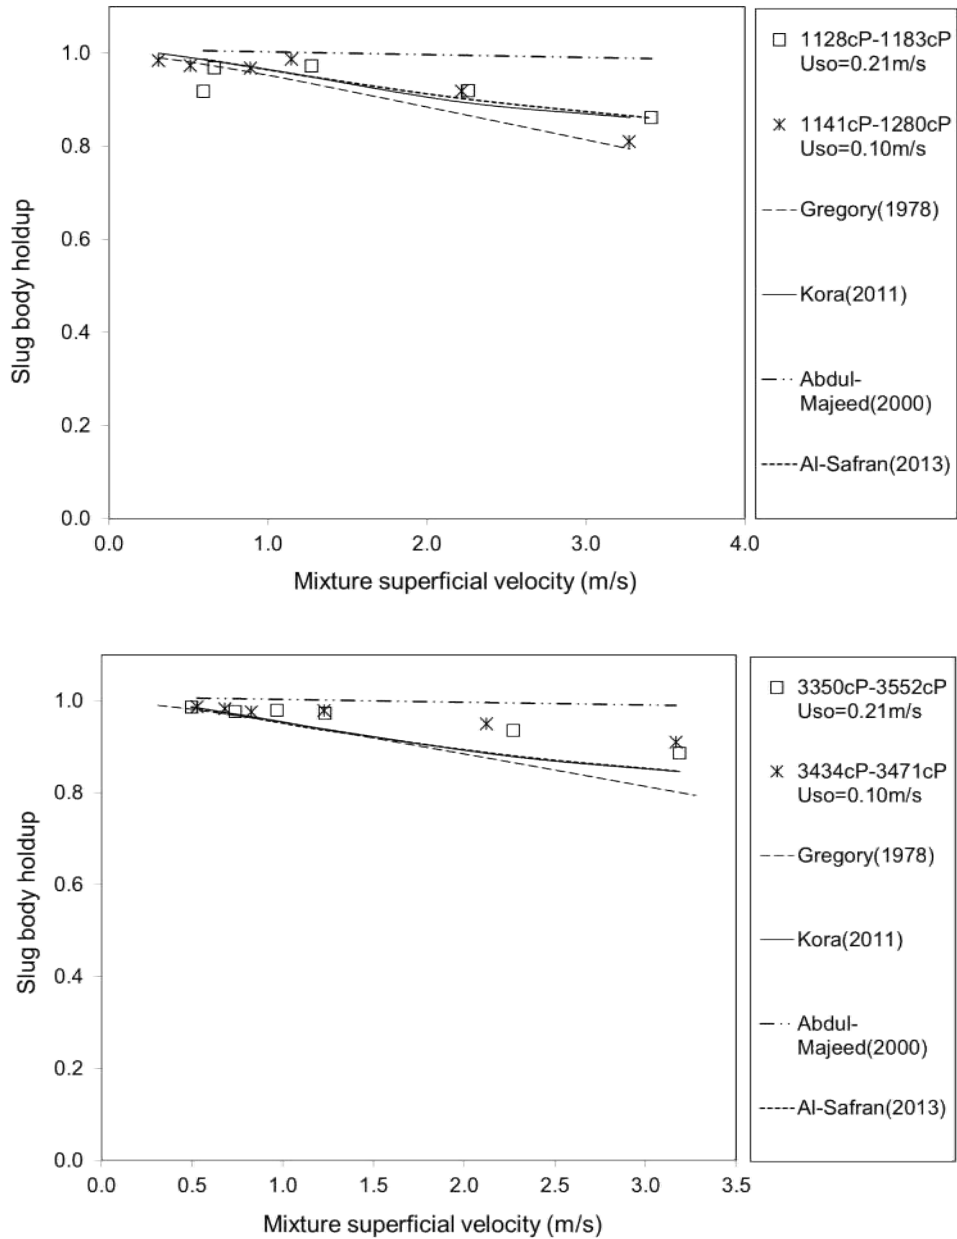 1.0
0.8
0.6
0.4
0.2
0.0
Slug body holdup
0.0 1.0 2.0 3.0 4.0
Mixture superficial velocity (m/s)
1128cP-1183cP
Uso=0.21m/s
1141cP-1280cP
Uso=0.10m/s
Gregory(1978)
Kora(2011)
Abdul-
Majeed(2000)
Al-Safran(2013)
1.0
0.8
0.6
0.4
0.2
0.0
Slug body holdup
0.0 0.5 1.0 1.5 2.0 2.5 3.0 3.5
Mixture superficial velocity (m/s)
3350cP-3552cP
Uso=0.21m/s
3434cP-3471cP
Uso=0.10m/s
Gregory(1978)
Kora(2011)
Abdul-
Majeed(2000)
Al-Safran(2013)